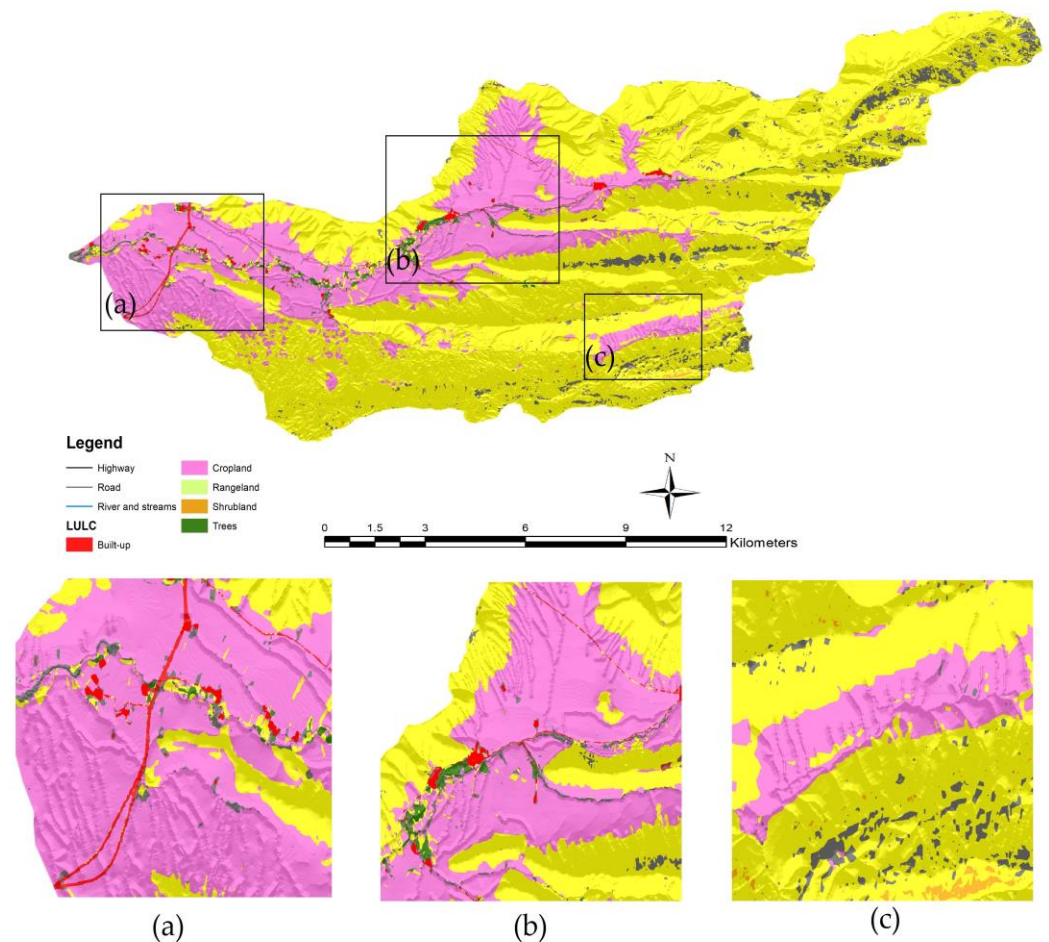 (a)
(b)
(c)
Legend
Highway
Road
River and streams
LULC
Built-up
Cropland
Rangeland
Shrubland
Trees
N
0 1.5 3 6 9 12
Kilometers
(a)
(b)
(c)